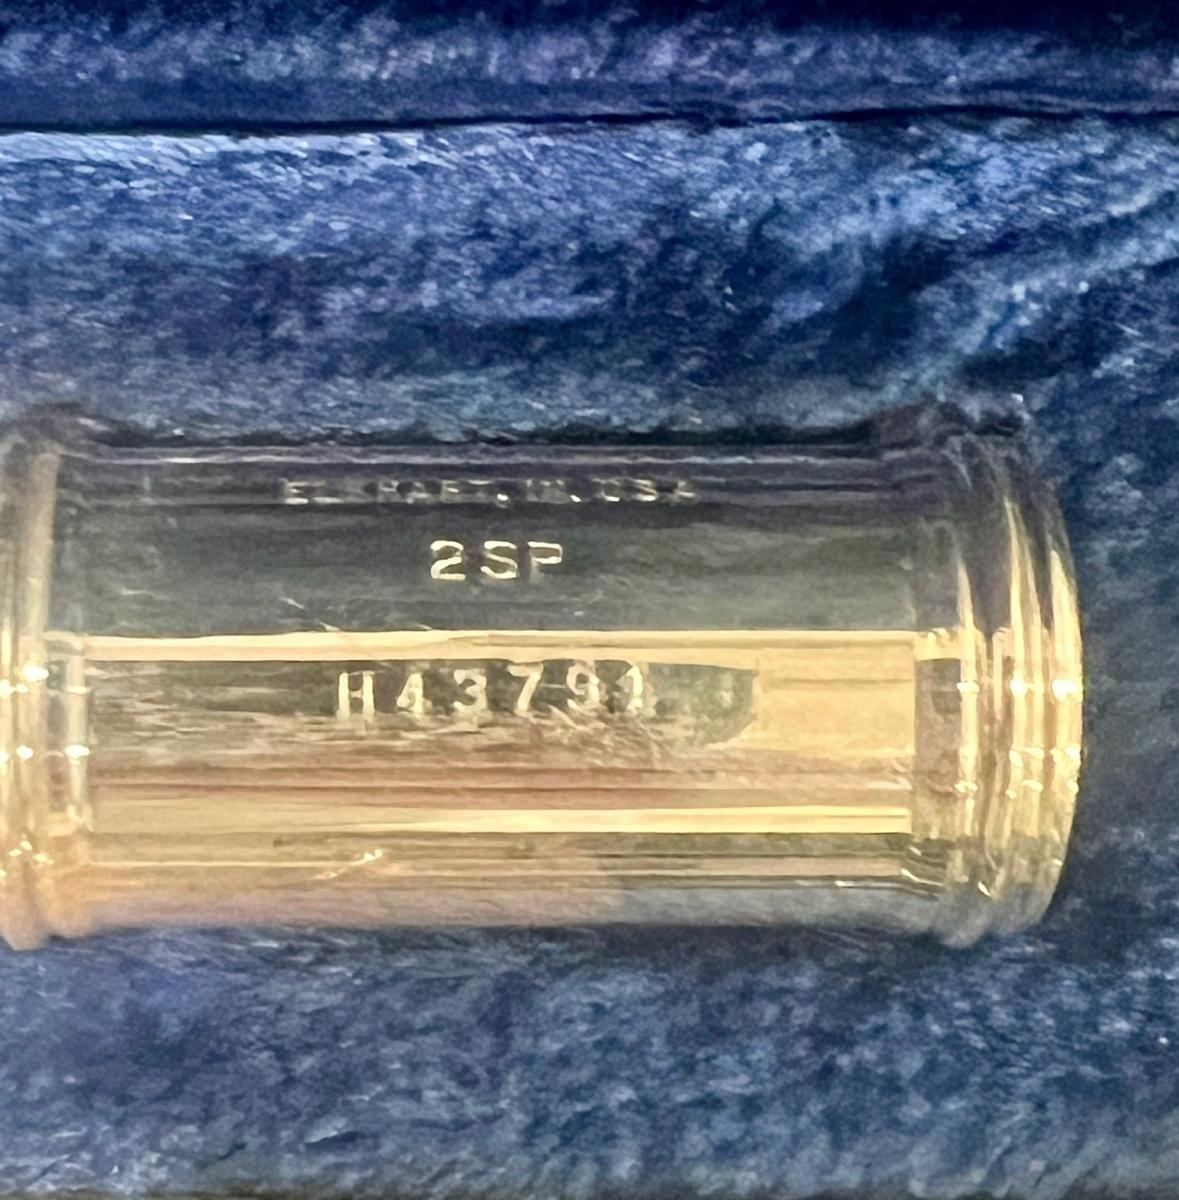 ELKHART, IN. USA
2SP
H43791